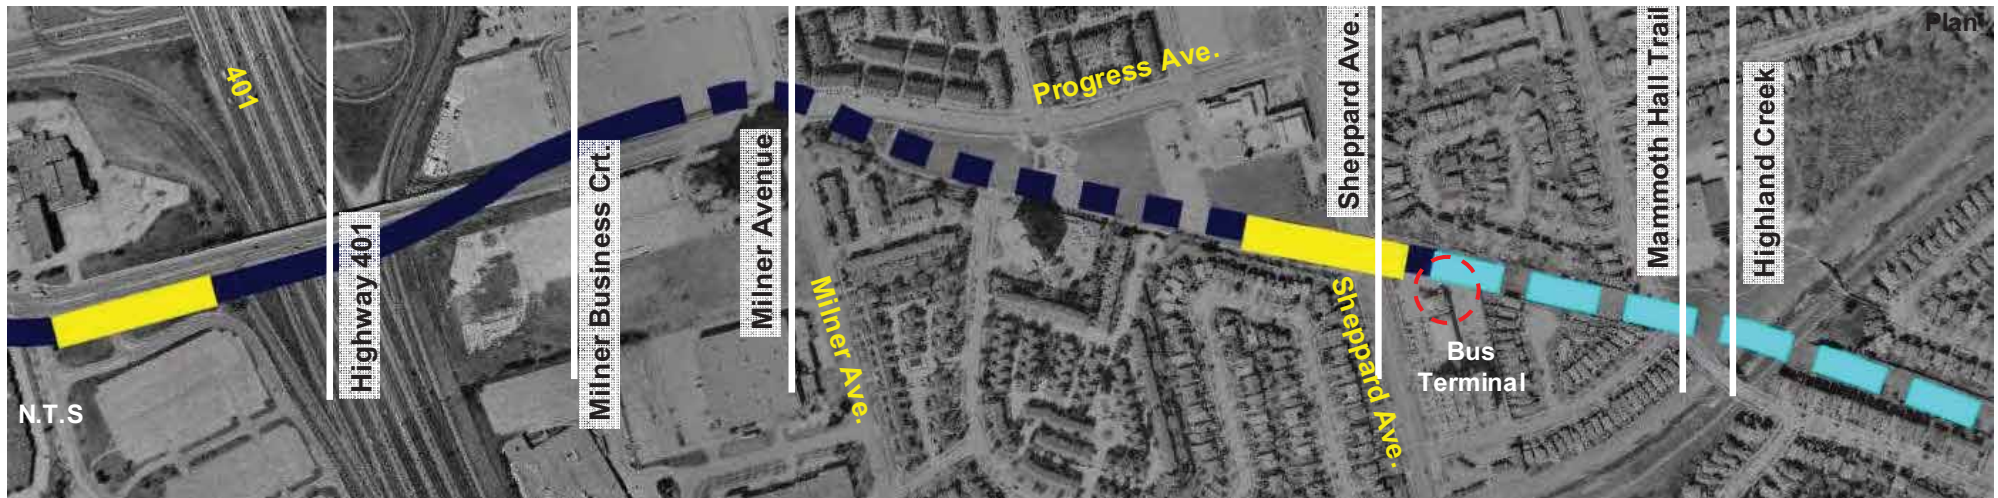 Plan
401
Highway 401
Milner Business Crt.
Milner Avenue
Milner Ave.
Progress Ave.
Sheppard Ave.
Sheppard Ave.
Bus
Terminal
Mammoth Hall Trail
Highland Creek
N.T.S